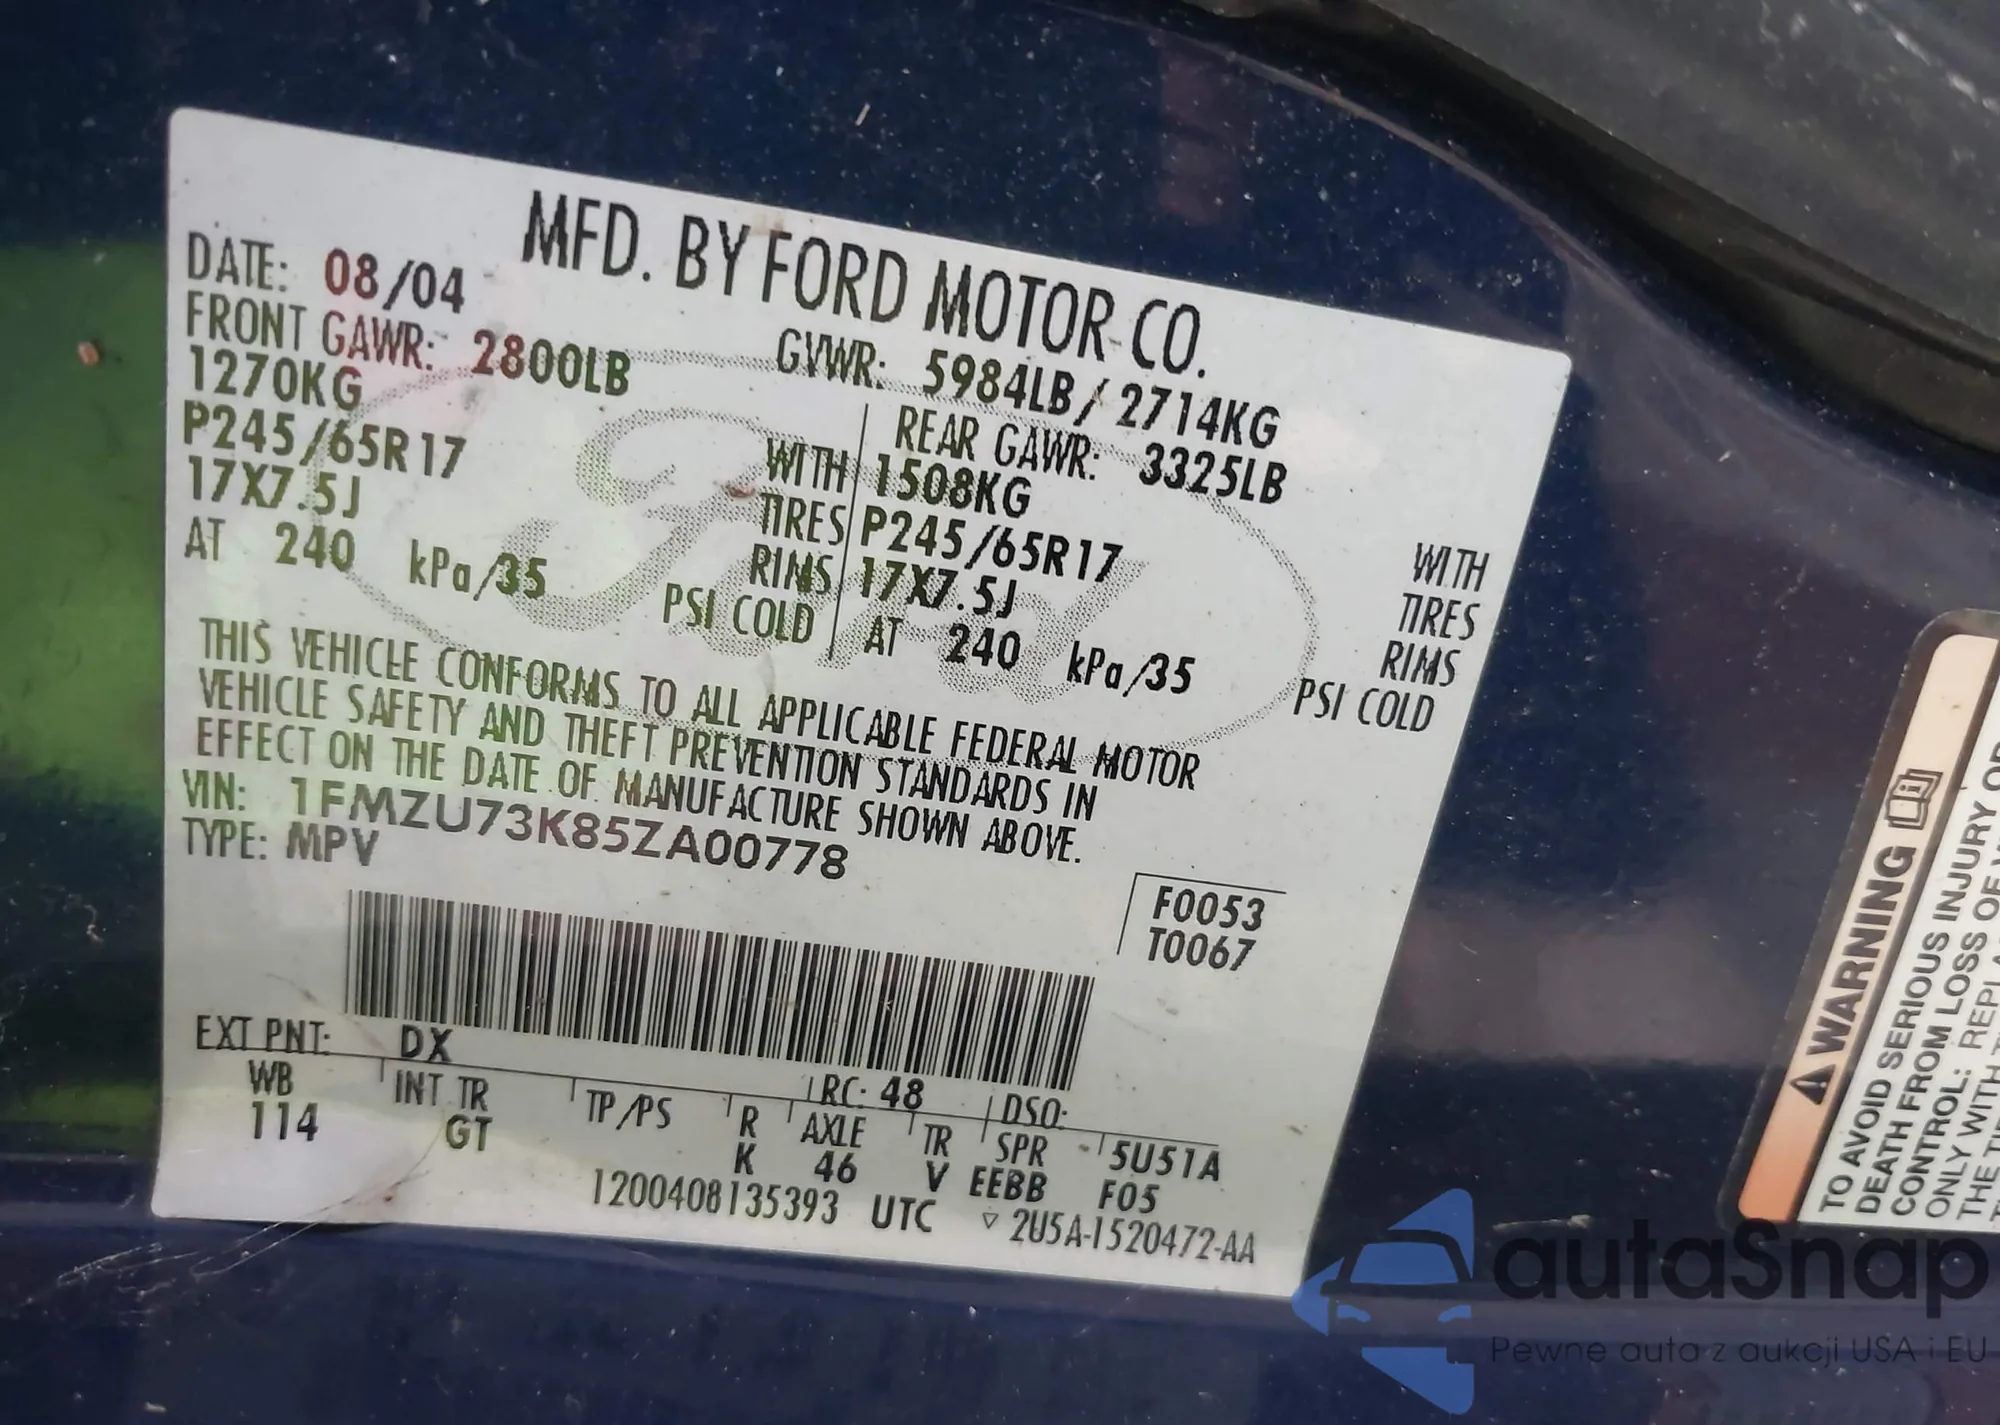 MFD. BY FORD MOTOR CO.
DATE: 08/04
GVWR: 5984LB / 2714KG
FRONT GAWR: 2800LB
REAR GAWR: 3325LB
1270KG WITH
1508KG WITH
P245/65R17 TIRES
P245/65R17 TIRES
17X7.5J RIMS
17X7.5J RIMS
AT 240 kPa/35 PSI COLD
AT 240 kPa/35 PSI COLD
Ford
THIS VEHICLE CONFORMS TO ALL APPLICABLE FEDERAL MOTOR
VEHICLE SAFETY AND THEFT PREVENTION STANDARDS IN
EFFECT ON THE DATE OF MANUFACTURE SHOWN ABOVE.
VIN: 1FMZU73K85ZA00778
TYPE: MPV
F0053
T0067
EXT PNT: DX RC: 48 DSO:
WB INT TR TP/PS R AXLE TR SPR 5U51A
114 GT K 46 V EEBB F05
1200408135393 UTC ▽ 2U5A-1520472-AA
WARNING
TO AVOID SERIOUS INJURY OR
DEATH FROM LOSS OF
CONTROL: REPLA
ONLY WITH
autaSnap
Pewne auta z aukcji USA i EU